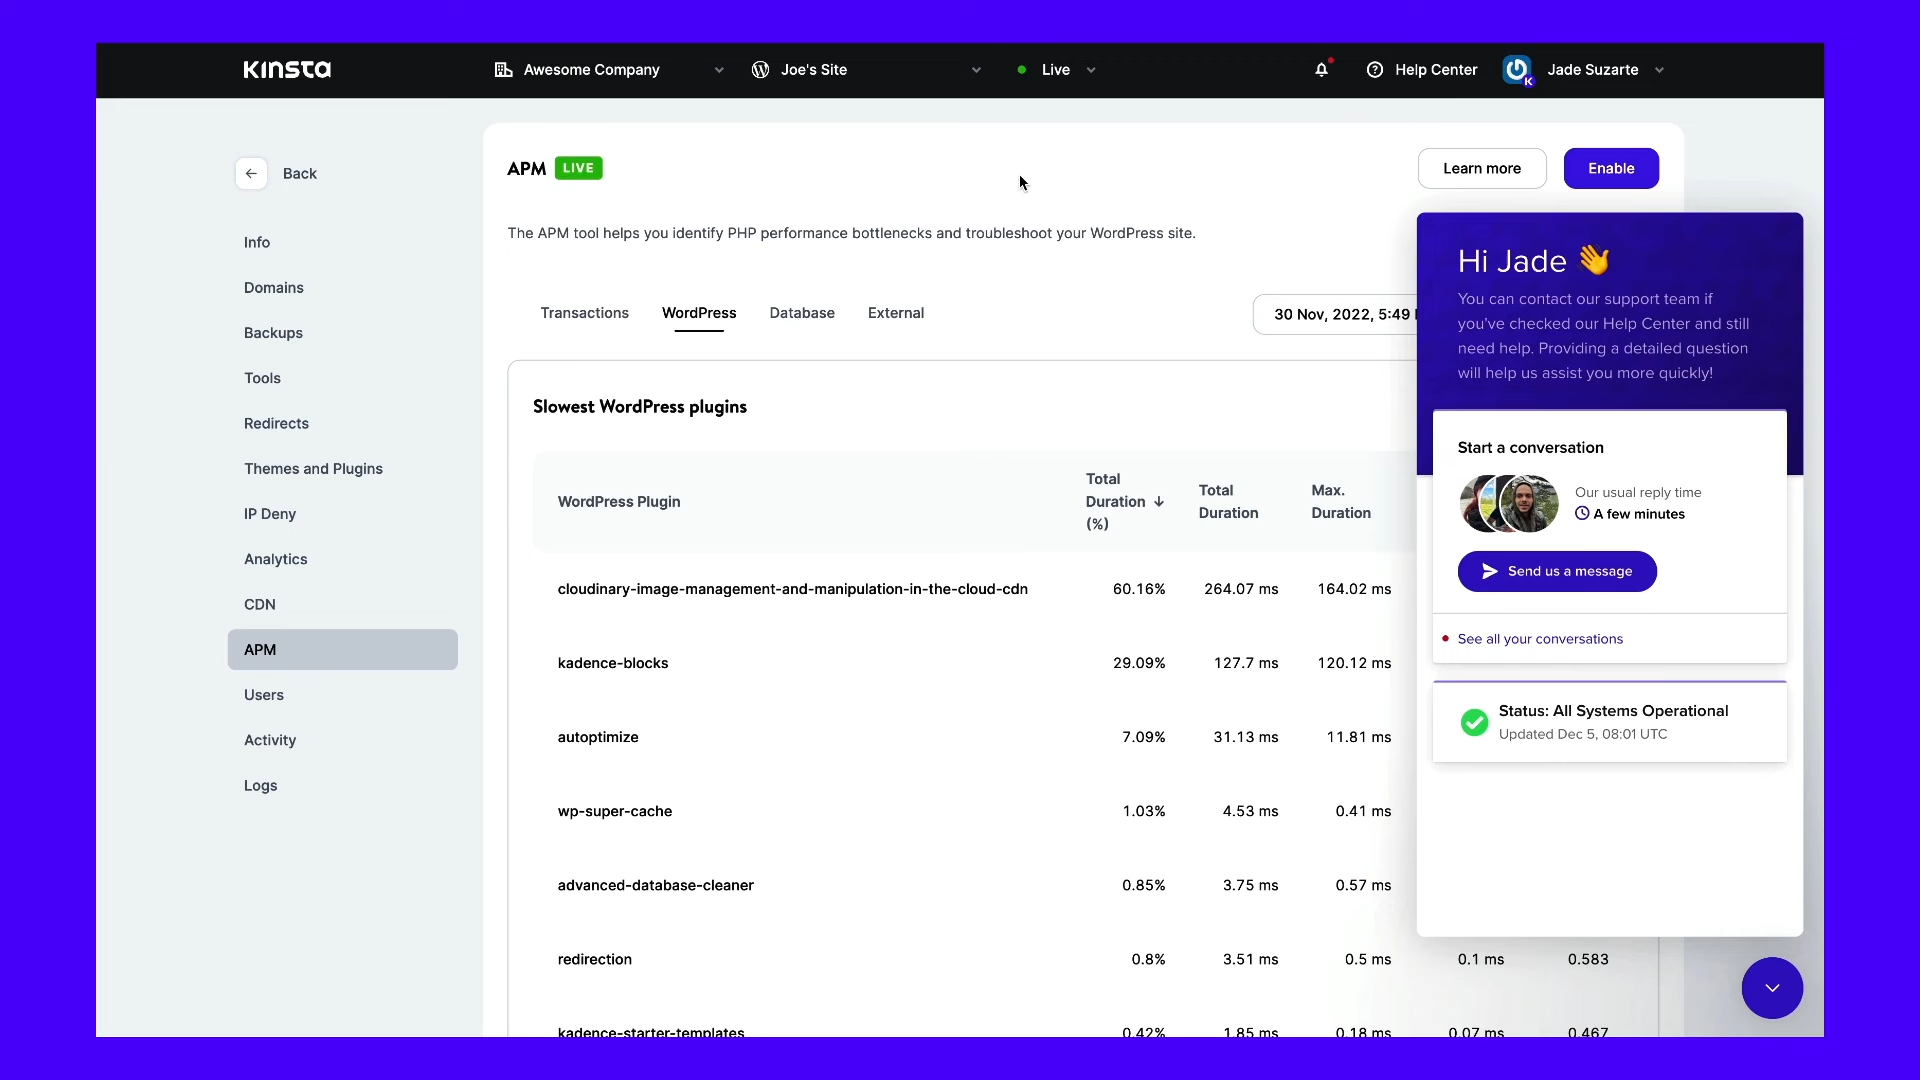 Kinsta
Awesome Company
Joe's Site
Live
Help Center
Jade Suzarte
K
Back
Info
Domains
Backups
Tools
Redirects
Themes and Plugins
IP Deny
Analytics
CDN
APM
Users
Activity
Logs
APM LIVE
Learn more
Enable
The APM tool helps you identify PHP performance bottlenecks and troubleshoot your WordPress site.
Transactions WordPress Database External
30 Nov, 2022, 5:49
Slowest WordPress plugins
WordPress Plugin
Total
Duration
(%)
Total
Duration
Max.
Duration
cloudinary-image-management-and-manipulation-in-the-cloud-cdn 60.16% 264.07 ms 164.02 ms
kadence-blocks 29.09% 127.7 ms 120.12 ms
autoptimize 7.09% 31.13 ms 11.81 ms
wp-super-cache 1.03% 4.53 ms 0.41 ms
advanced-database-cleaner 0.85% 3.75 ms 0.57 ms
redirection 0.8% 3.51 ms 0.5 ms 0.1 ms 0.583
kadence-starter-templates 0.42% 1.85 ms 0.18 ms 0.07 ms 0.467
Hi Jade 👋
You can contact our support team if
you've checked our Help Center and still
need help. Providing a detailed question
will help us assist you more quickly!
Start a conversation
Our usual reply time
A few minutes
Send us a message
See all your conversations
Status: All Systems Operational
Updated Dec 5, 08:01 UTC